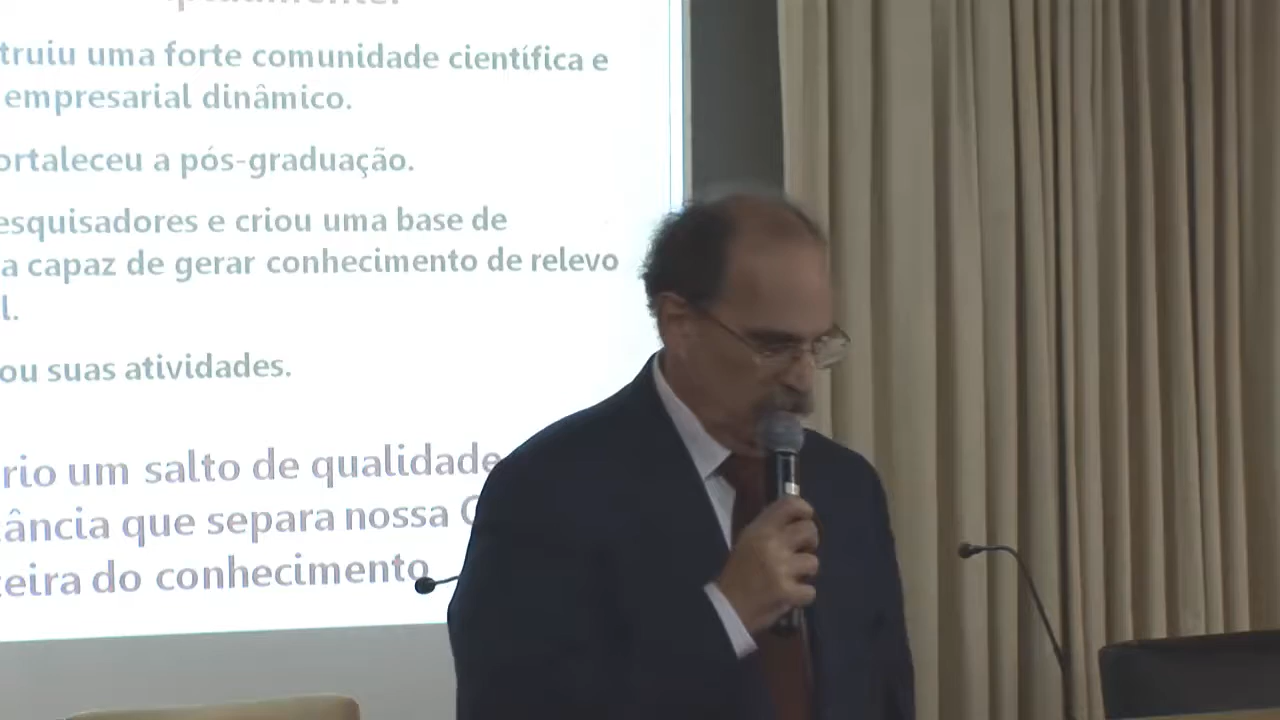 truiu uma forte comunidade científica e
empresarial dinâmico.
ortaleceu a pós-graduação.
esquisadores e criou uma base de
a capaz de gerar conhecimento de relevo
l.
ou suas atividades.
rio um salto de qualidade
ância que separa nossa
eira do conhecimento